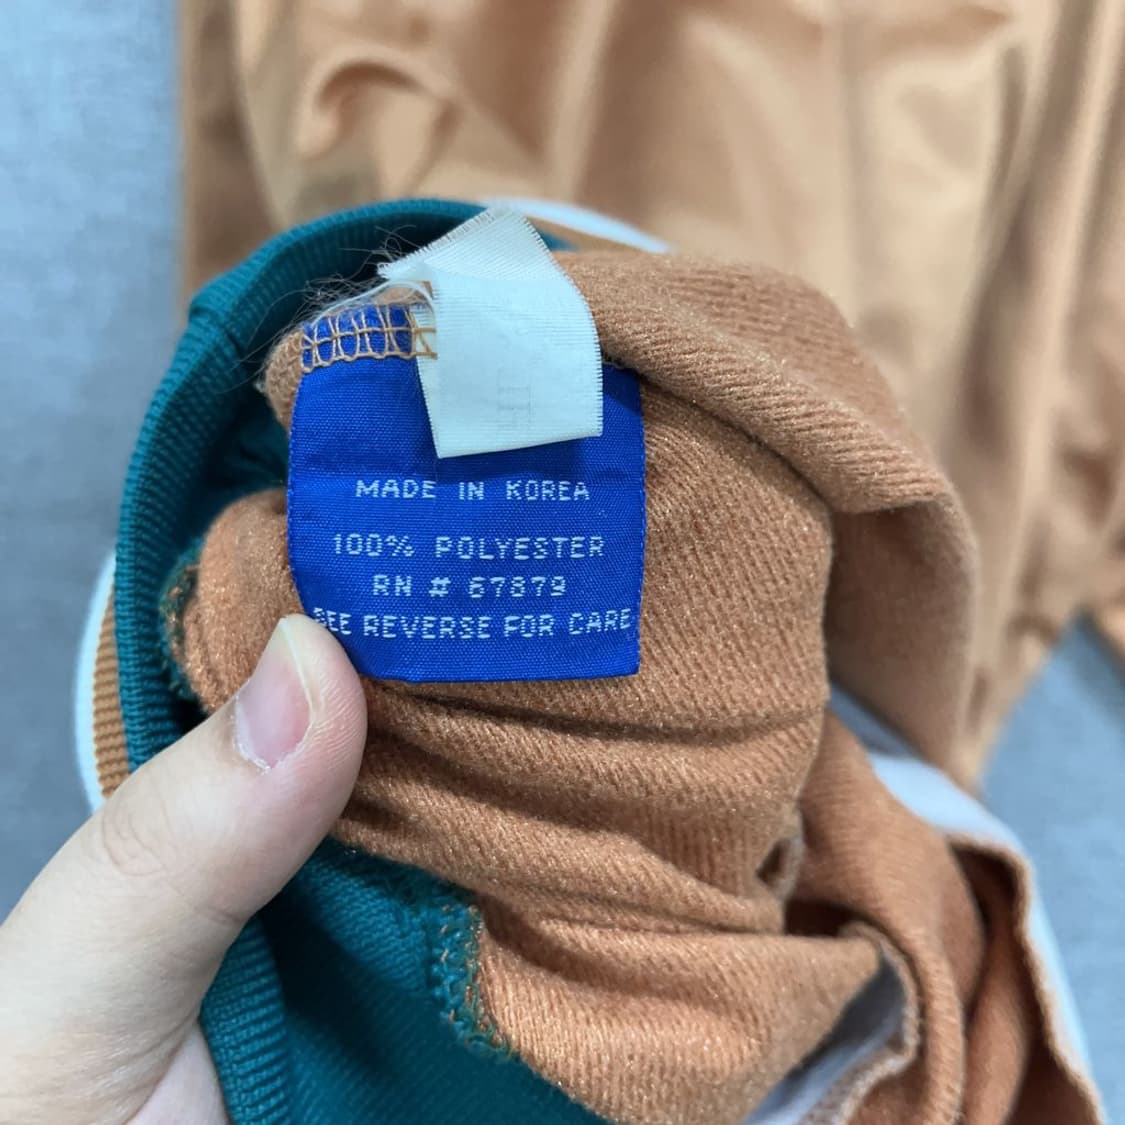 MADE IN KOREA
100% POLYESTER
RN # 67879
SEE REVERSE FOR CARE